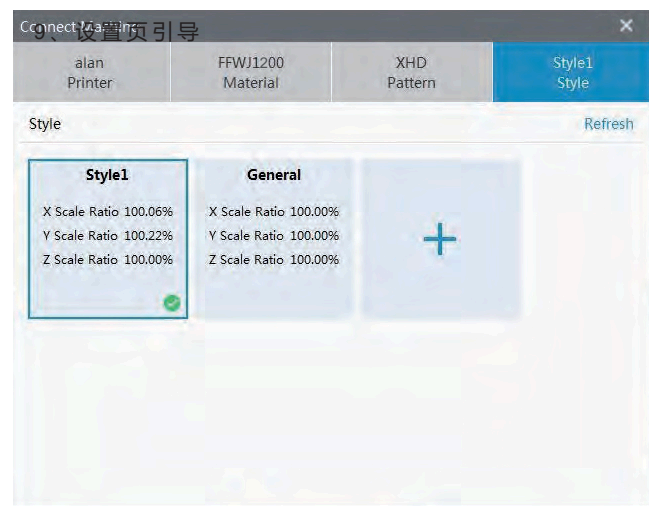 Connect Machine
9、设置页引导
alan
Printer
FFWJ1200
Material
XHD
Pattern
Style1
Style
Style
Refresh
Style1
X Scale Ratio 100.06%
Y Scale Ratio 100.22%
Z Scale Ratio 100.00%
General
X Scale Ratio 100.00%
Y Scale Ratio 100.00%
Z Scale Ratio 100.00%